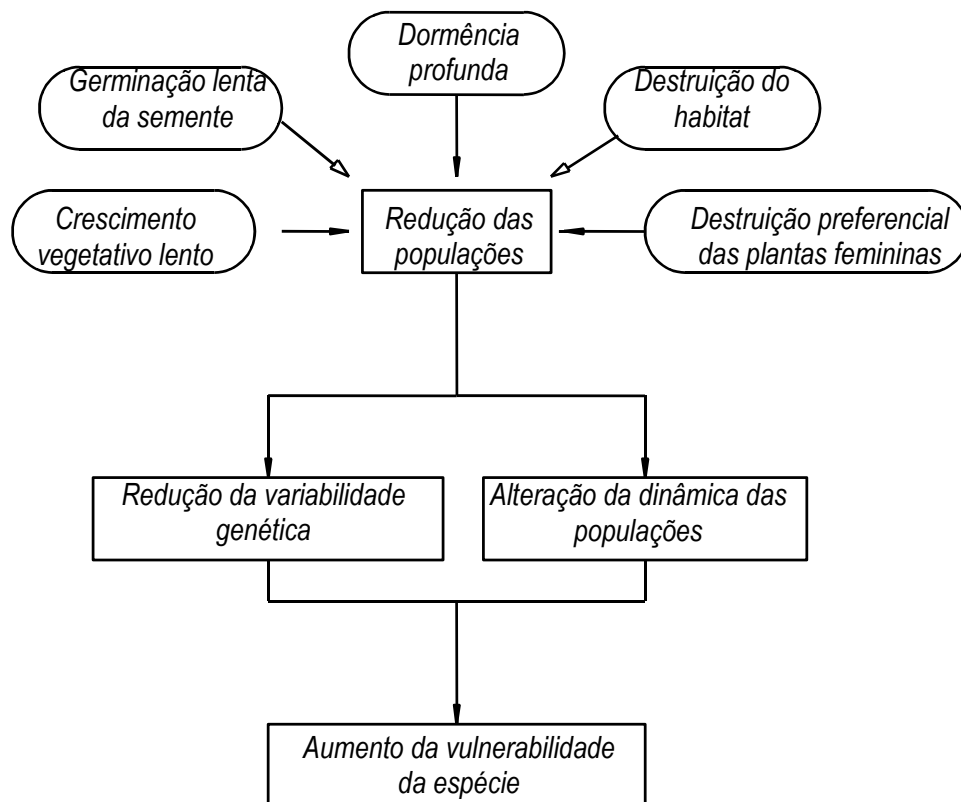 Dormência
profunda
Germinação lenta
da semente
Destruição do
habitat
Crescimento
vegetativo lento
Redução das
populações
Destruição preferencial
das plantas femininas
Redução da variabilidade
genética
Alteração da dinâmica das
populações
Aumento da vulnerabilidade
da espécie